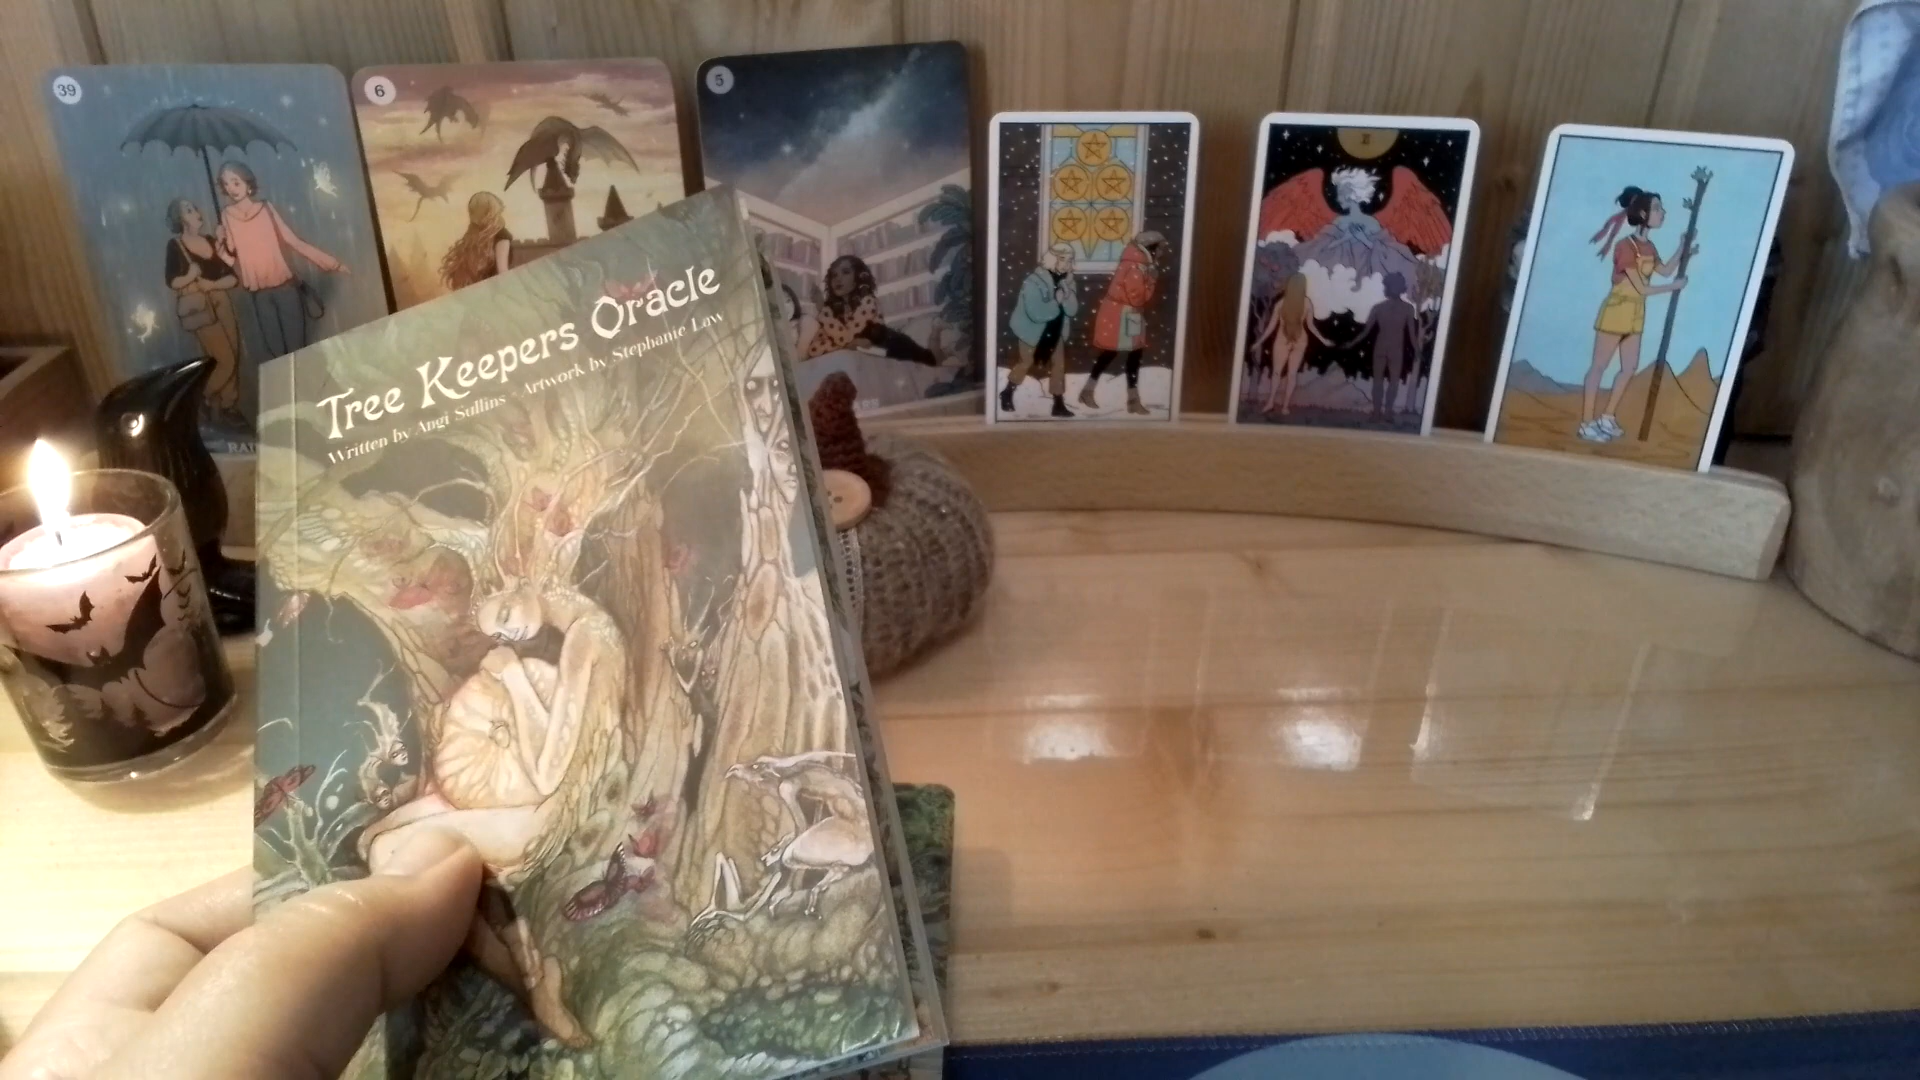 39
6
5
Tree Keepers Oracle
Written by Angi Sullins · Artwork by Stephanie Law